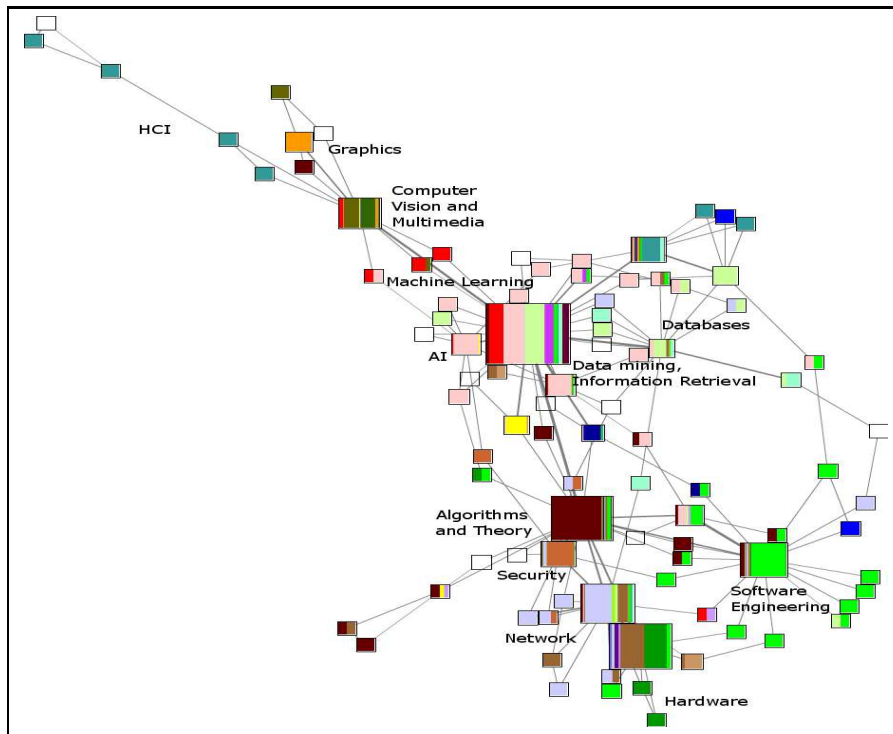 HCI
Graphics
Computer
Vision and
Multimedia
Machine Learning
Databases
AI
Data mining,
Information Retrieval
Algorithms
and Theory
Security
Software
Engineering
Network
Hardware